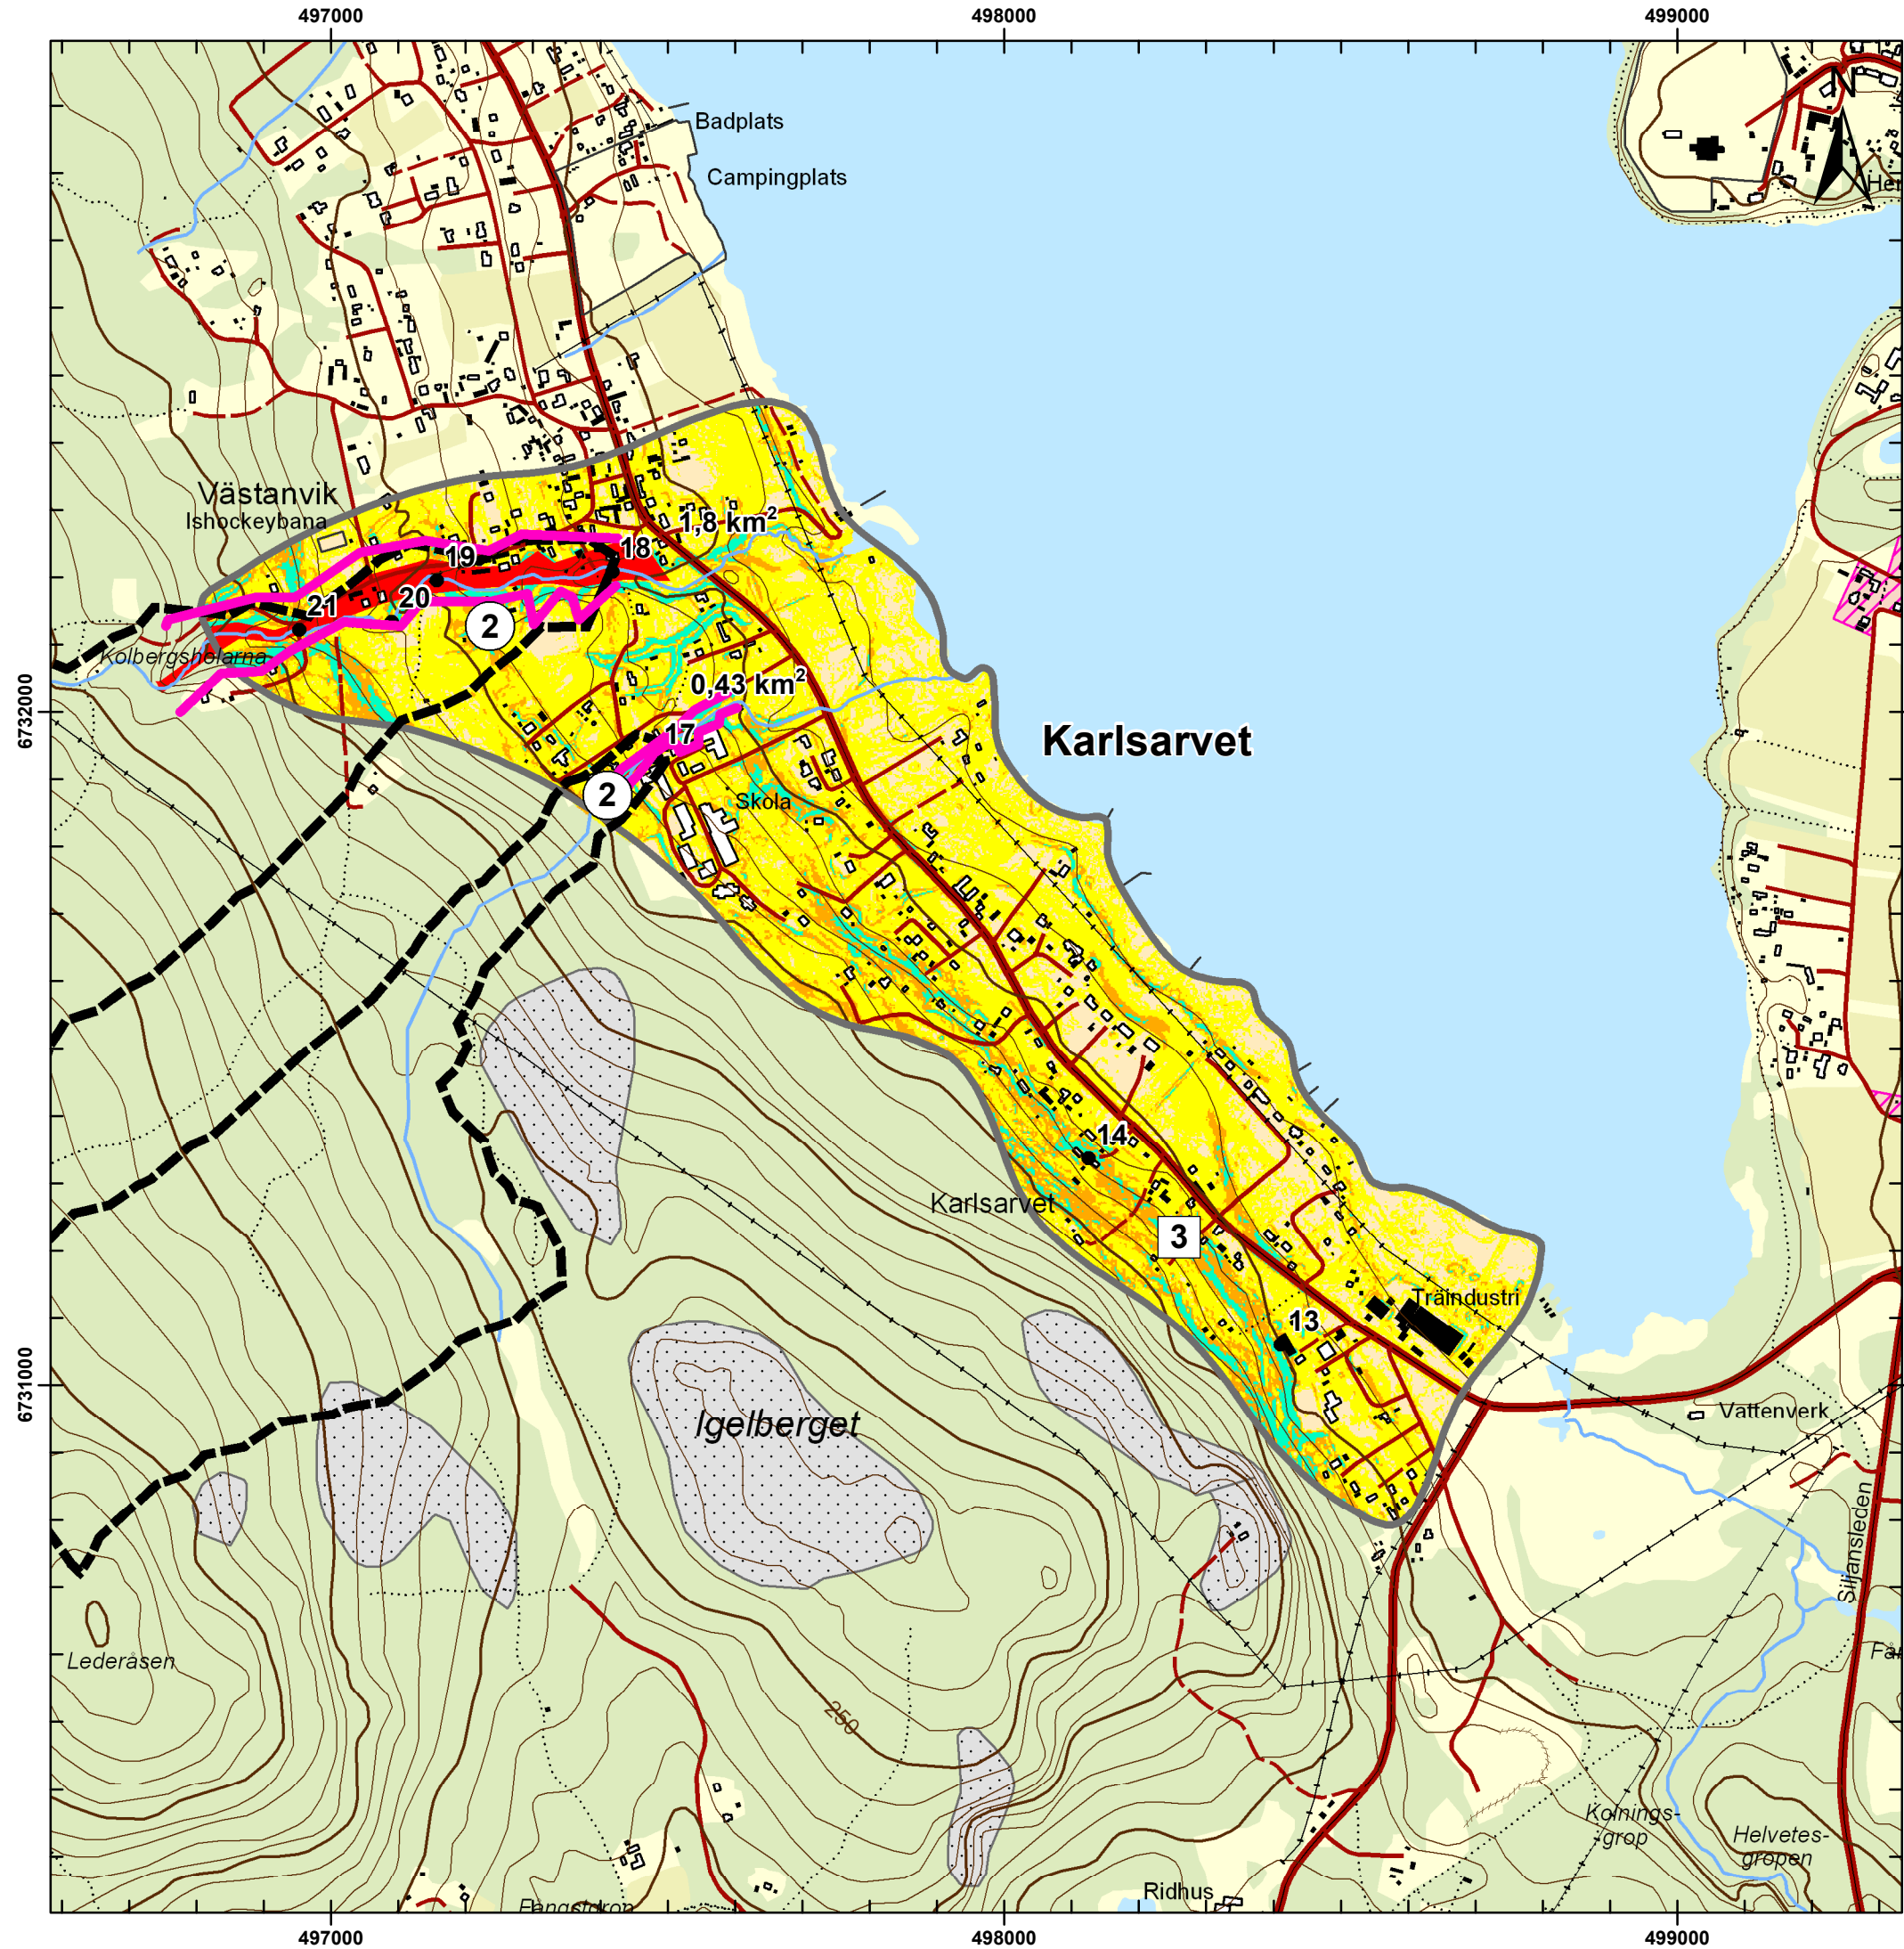 497000
498000
499000
N
Badplats
Campingplats
Västanvik
Ishockeybana
1,8 km²
18
19
20
21
2
Kolbergsholarna
0,43 km²
6732000
17
Karlsarvet
2
Skola
14
Karlsarvet
3
Träindustri
13
6731000
Igelberget
Vattenverk
Siljansleden
Lederåsen
250
Kolnings-
grop
Helvetes-
gropen
Ridhus
Fångstgrop
497000
498000
499000